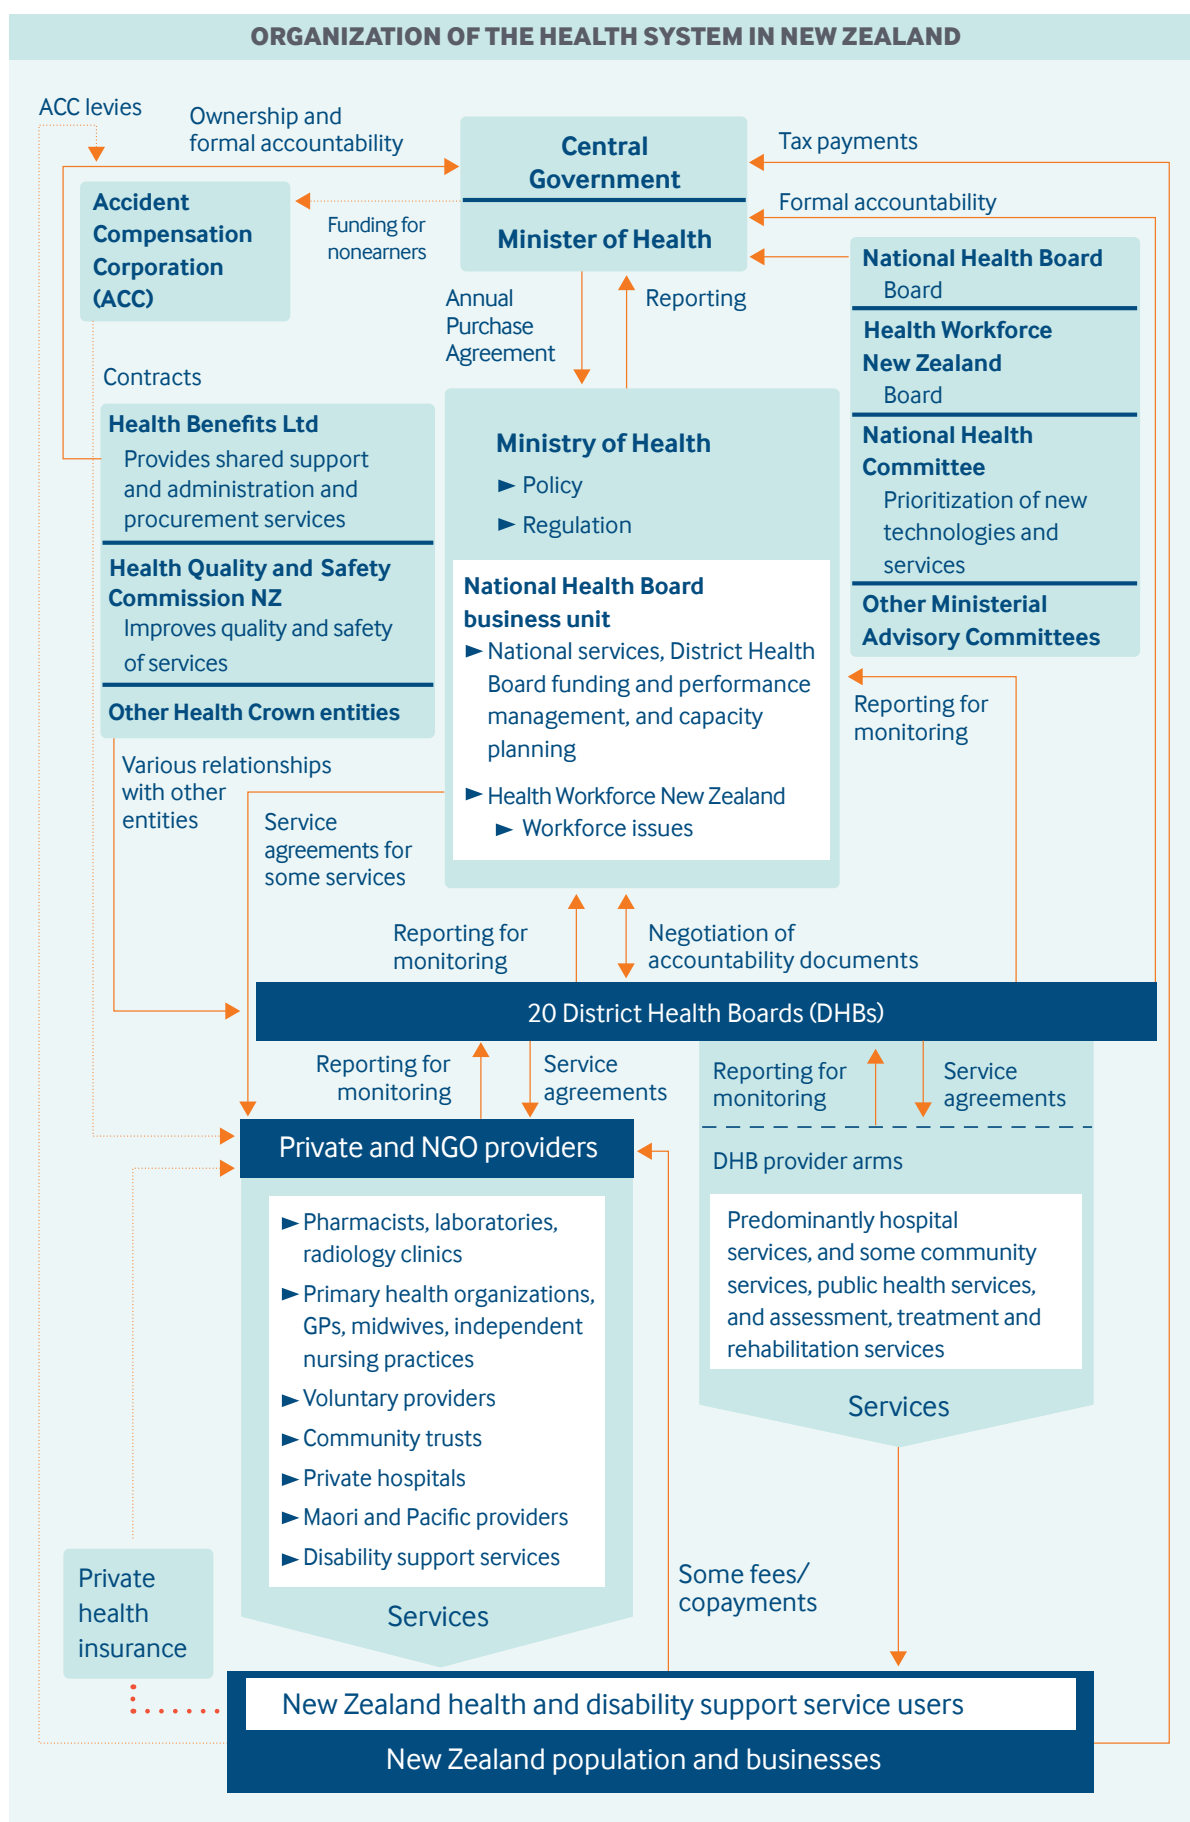 ORGANIZATION OF THE HEALTH SYSTEM IN NEW ZEALAND
ACC levies
Ownership and
formal accountability
Central
Government
Minister of Health
Tax payments
Formal accountability
Accident
Compensation
Corporation
(ACC)
Funding for
nonearners
Annual
Purchase
Agreement
Reporting
National Health Board
Board
Health Workforce
New Zealand
Board
National Health
Committee
Prioritization of new
technologies and
services
Other Ministerial
Advisory Committees
Contracts
Health Benefits Ltd
Provides shared support
and administration and
procurement services
Health Quality and Safety
Commission NZ
Improves quality and safety
of services
Other Health Crown entities
Ministry of Health
► Policy
► Regulation
National Health Board
business unit
► National services, District Health
Board funding and performance
management, and capacity
planning
► Health Workforce New Zealand
► Workforce issues
Reporting for
monitoring
Various relationships
with other
entities
Service
agreements for
some services
Reporting for
monitoring
Negotiation of
accountability documents
20 District Health Boards (DHBs)
Reporting for
monitoring
Service
agreements
Reporting for
monitoring
Service
agreements
Private and NGO providers
► Pharmacists, laboratories,
radiology clinics
► Primary health organizations,
GPs, midwives, independent
nursing practices
► Voluntary providers
► Community trusts
► Private hospitals
► Maori and Pacific providers
► Disability support services
Services
DHB provider arms
Predominantly hospital
services, and some community
services, public health services,
and assessment, treatment and
rehabilitation services
Services
Private
health
insurance
Some fees/
copayments
New Zealand health and disability support service users
New Zealand population and businesses